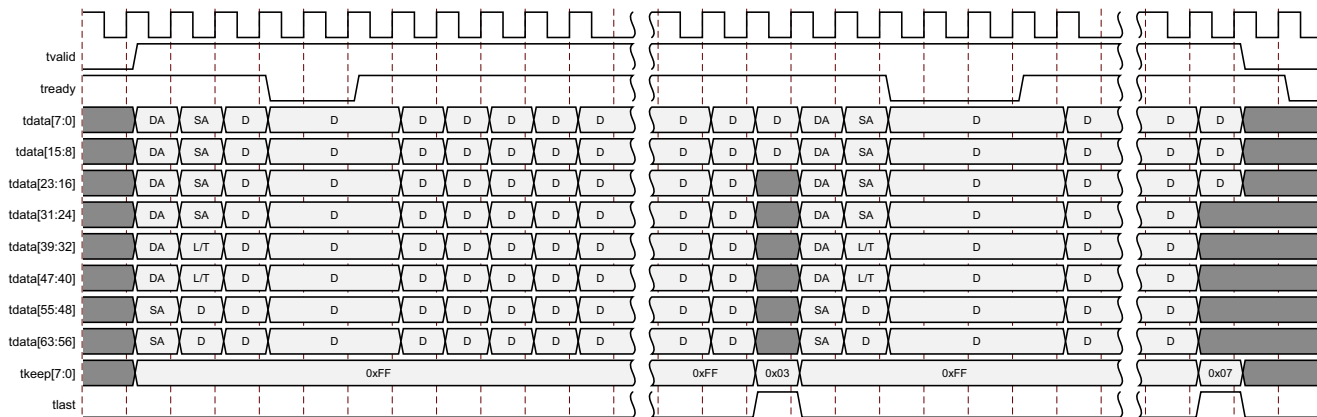 tvalid
tready
tdata[7:0] DA SA D D D D D D D D D D DA SA D D D D
tdata[15:8] DA SA D D D D D D D D D D DA SA D D D D
tdata[23:16] DA SA D D D D D D D D D DA SA D D D D
tdata[31:24] DA SA D D D D D D D D D DA SA D D D
tdata[39:32] DA L/T D D D D D D D D D DA L/T D D D
tdata[47:40] DA L/T D D D D D D D D D DA L/T D D D
tdata[55:48] SA D D D D D D D D D D SA D D D D
tdata[63:56] SA D D D D D D D D D D SA D D D D
tkeep[7:0] 0xFF 0xFF 0x03 0xFF 0x07
tlast